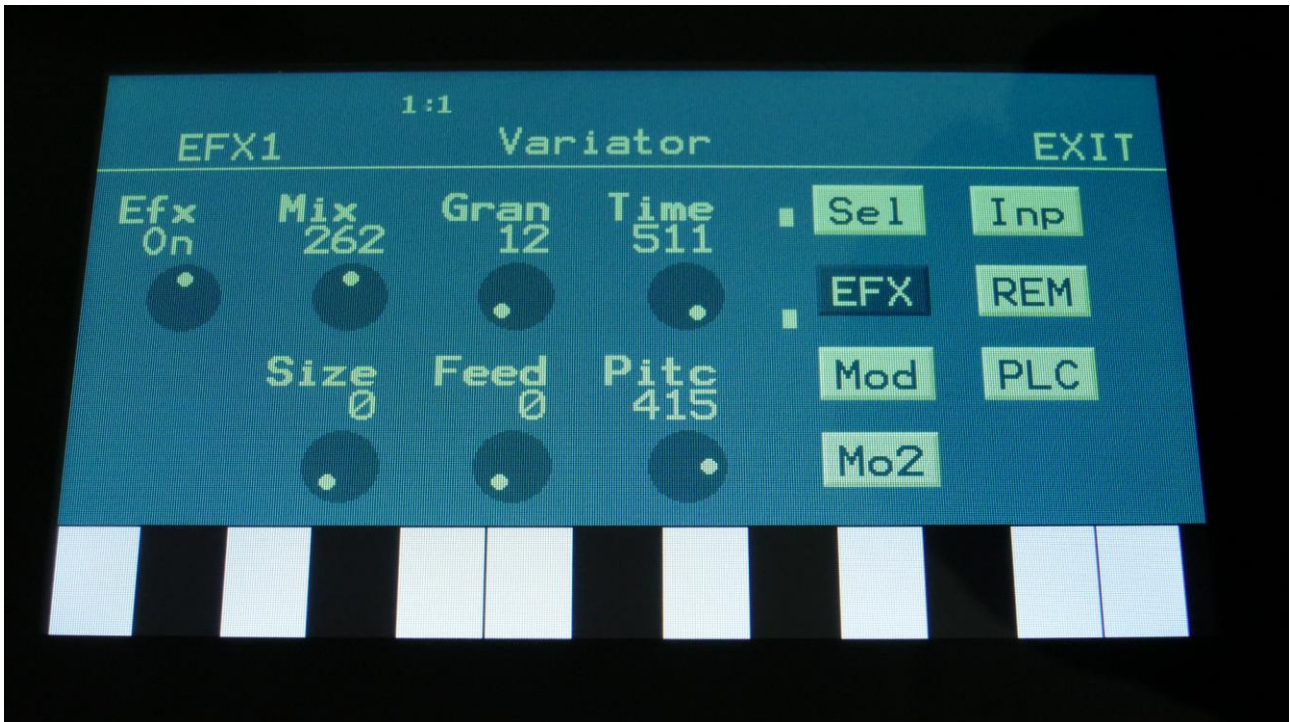 1:1
EFX1 Variator EXIT
Efx Mix Gran Time Sel Inp
On 262 12 511
EFX REM
Size Feed Pitc Mod PLC
0 0 415
Mo2